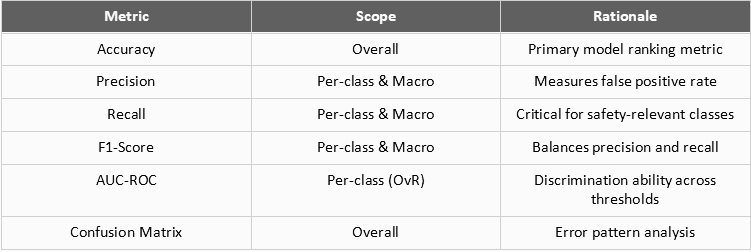 Metric Scope Rationale
Accuracy Overall Primary model ranking metric
Precision Per-class & Macro Measures false positive rate
Recall Per-class & Macro Critical for safety-relevant classes
F1-Score Per-class & Macro Balances precision and recall
AUC-ROC Per-class (OvR) Discrimination ability across
thresholds
Confusion Matrix Overall Error pattern analysis